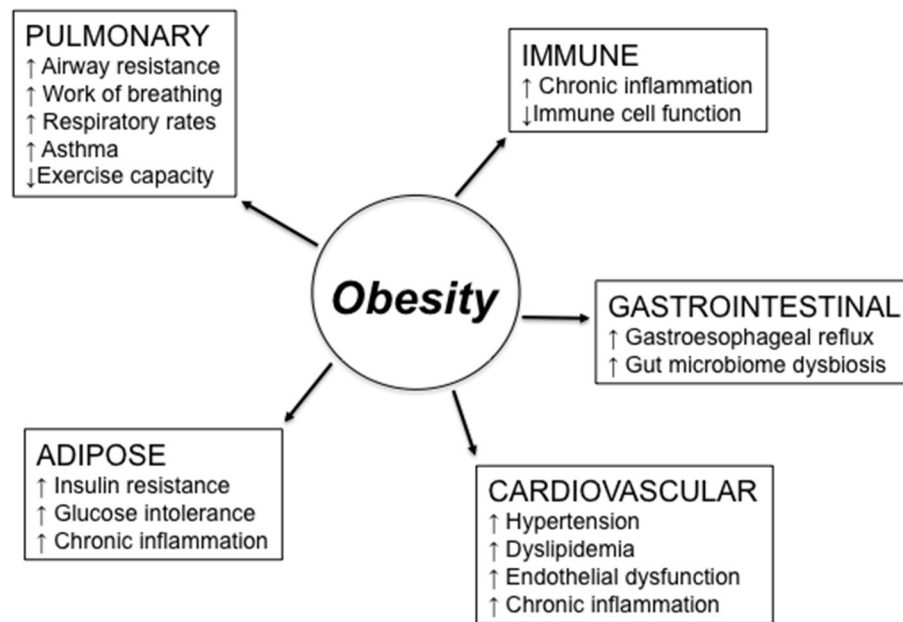 PULMONARY
↑ Airway resistance
↑ Work of breathing
↑ Respiratory rates
↑ Asthma
↓Exercise capacity
IMMUNE
↑ Chronic inflammation
↓Immune cell function
Obesity
GASTROINTESTINAL
↑ Gastroesophageal reflux
↑ Gut microbiome dysbiosis
ADIPOSE
↑ Insulin resistance
↑ Glucose intolerance
↑ Chronic inflammation
CARDIOVASCULAR
↑ Hypertension
↑ Dyslipidemia
↑ Endothelial dysfunction
↑ Chronic inflammation